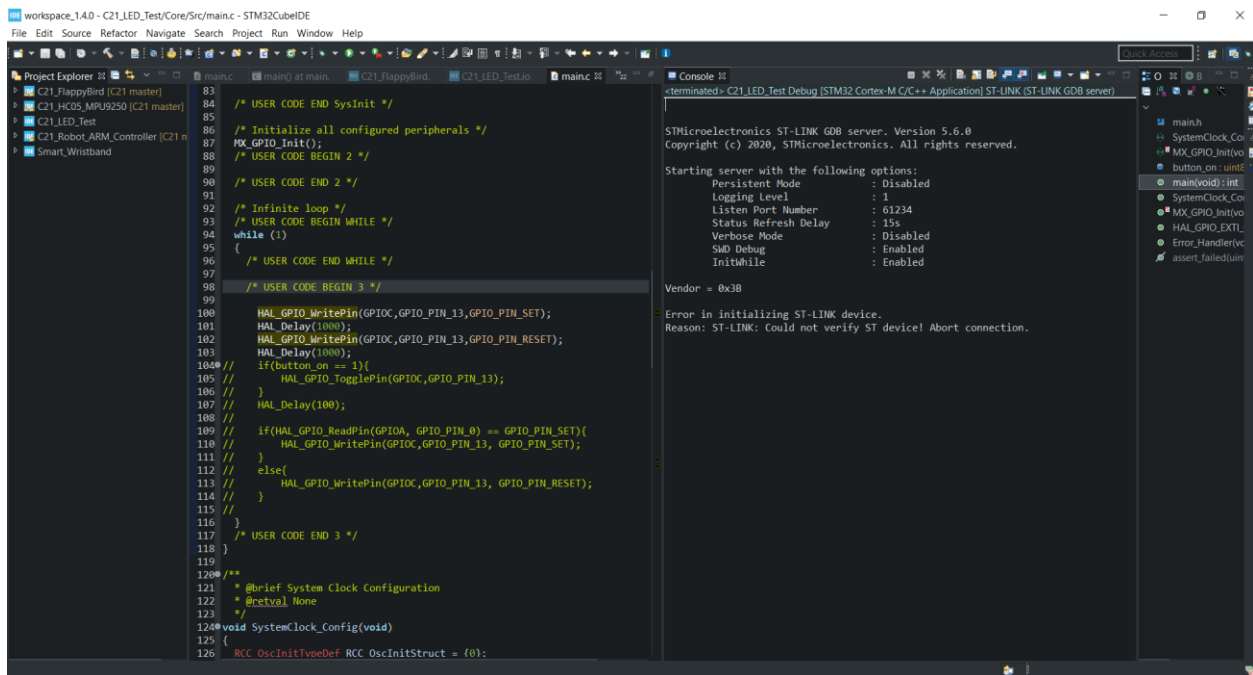 workspace_1.4.0 - C21_LED_Test/Core/Src/main.c - STM32CubeIDE
File Edit Source Refactor Navigate Search Project Run Window Help
Quick Access
Project Explorer
C21_FlappyBird [C21 master]
C21_HC05_MPU9250 [C21 master]
C21_LED_Test
C21_Robot_ARM_Controller [C21 n
Smart_Wristband
main.c main() at main. C21_FlappyBird. C21_LED_Test.io main.c 22
83
84 /* USER CODE END SysInit */
85
86 /* Initialize all configured peripherals */
87 MX_GPIO_Init();
88 /* USER CODE BEGIN 2 */
89
90 /* USER CODE END 2 */
91
92 /* Infinite loop */
93 /* USER CODE BEGIN WHILE */
94 while (1)
95 {
96 /* USER CODE END WHILE */
97
98 /* USER CODE BEGIN 3 */
99
100 HAL_GPIO_WritePin(GPIOC,GPIO_PIN_13,GPIO_PIN_SET);
101 HAL_Delay(1000);
102 HAL_GPIO_WritePin(GPIOC,GPIO_PIN_13,GPIO_PIN_RESET);
103 HAL_Delay(1000);
104 // if(button_on == 1){
105 // HAL_GPIO_TogglePin(GPIOC,GPIO_PIN_13);
106 // }
107 // HAL_Delay(100);
108 //
109 // if(HAL_GPIO_ReadPin(GPIOA, GPIO_PIN_0) == GPIO_PIN_SET){
110 // HAL_GPIO_WritePin(GPIOC,GPIO_PIN_13, GPIO_PIN_SET);
111 // }
112 // else{
113 // HAL_GPIO_WritePin(GPIOC,GPIO_PIN_13, GPIO_PIN_RESET);
114 // }
115 //
116 }
117 /* USER CODE END 3 */
118 }
119
120 /**
121 * @brief System Clock Configuration
122 * @retval None
123 */
124 void SystemClock_Config(void)
125 {
126 RCC_OscInitTypeDef RCC_OscInitStruct = {0};
Console
<terminated> C21_LED_Test Debug [STM32 Cortex-M C/C++ Application] ST-LINK (ST-LINK GDB server)
STMicroelectronics ST-LINK GDB server. Version 5.6.0
Copyright (c) 2020, STMicroelectronics. All rights reserved.
Starting server with the following options:
Persistent Mode : Disabled
Logging Level : 1
Listen Port Number : 61234
Status Refresh Delay : 15s
Verbose Mode : Disabled
SWD Debug : Enabled
InitWhile : Enabled
Vendor = 0x3B
Error in initializing ST-LINK device.
Reason: ST-LINK: Could not verify ST device! Abort connection.
O B
main.h
SystemClock_Co
MX_GPIO_Init(vo
button_on : uint8
main(void) : int
SystemClock_Co
MX_GPIO_Init(vo
HAL_GPIO_EXTI_
Error_Handler(vo
assert_failed(uin